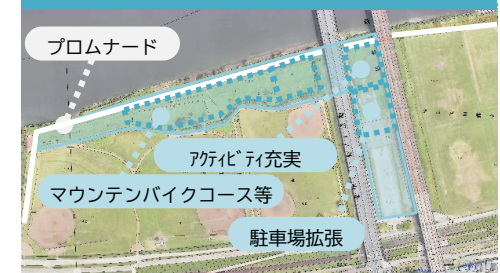 プロムナード
アクティビティ充実
マウンテンバイクコース等
駐車場拡張